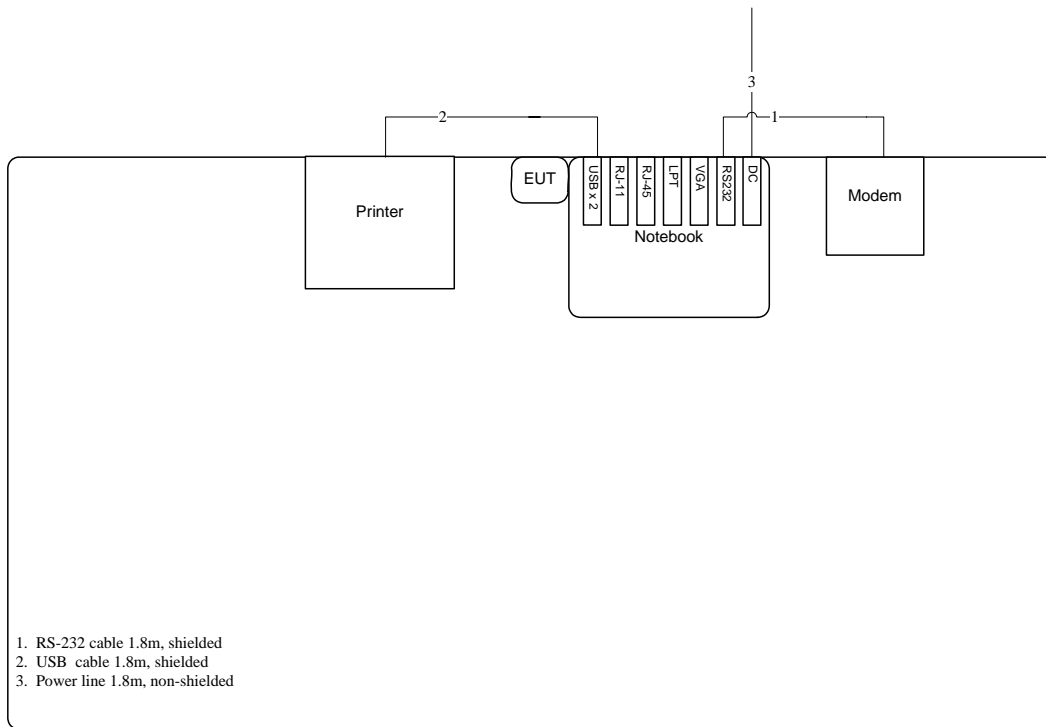 3
2
1
Printer
EUT
USB x 2
RJ-11
RJ-45
LPT
VGA
RS232
DC
Notebook
Modem
1. RS-232 cable 1.8m, shielded
2. USB cable 1.8m, shielded
3. Power line 1.8m, non-shielded